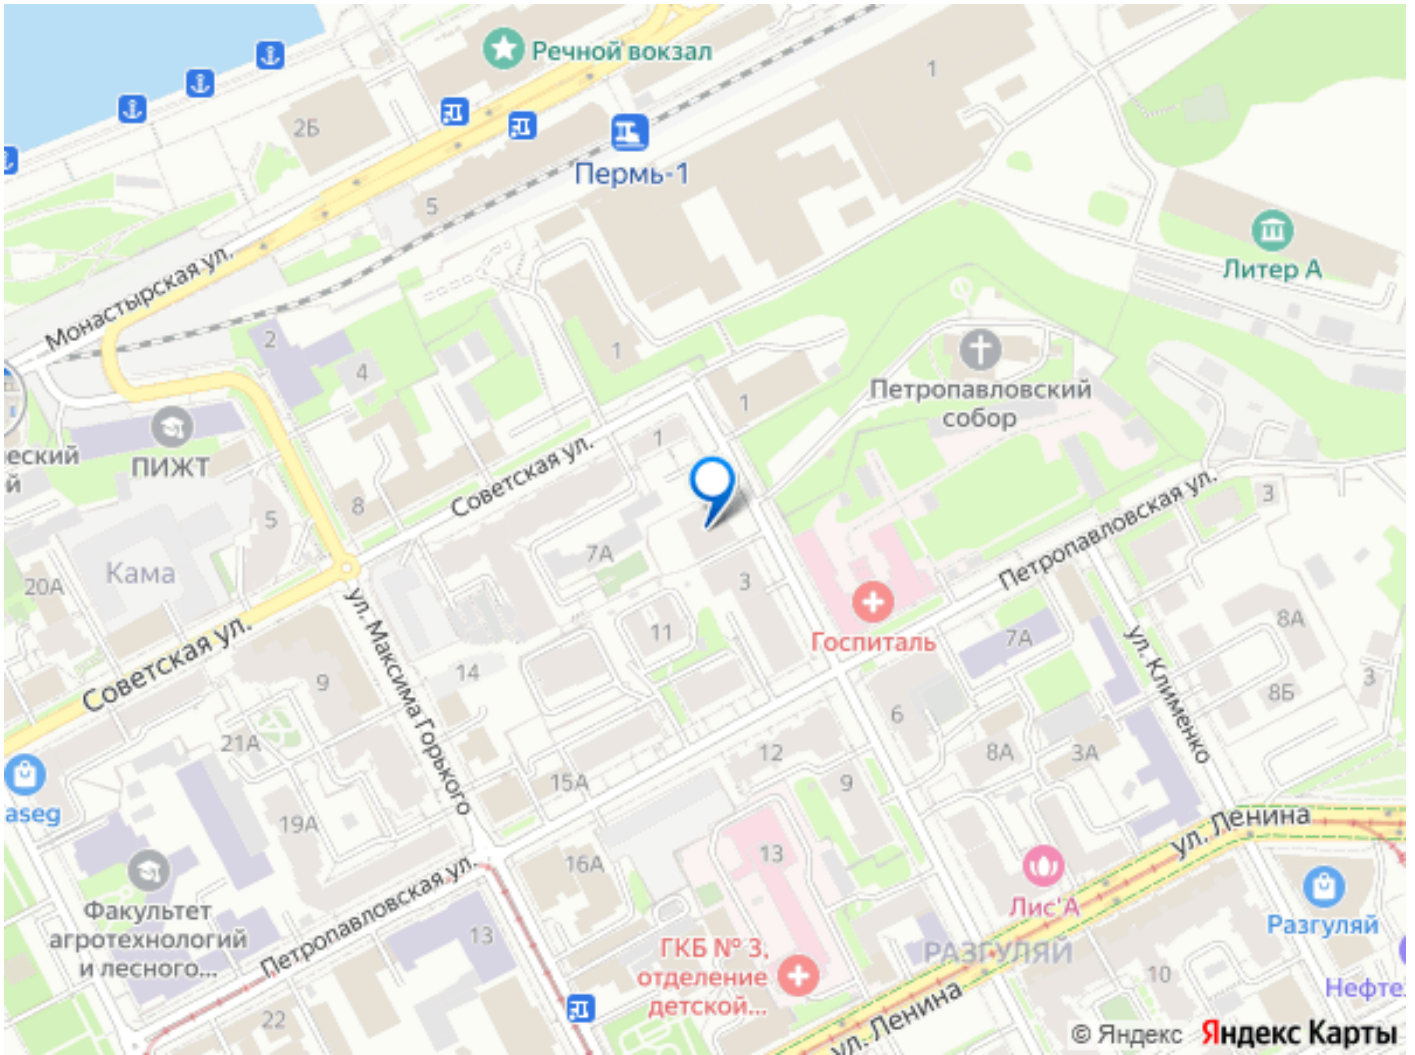 Речной вокзал
1
2Б
Пермь-1
5
Литер А
Монастырская ул.
2
4
1
1
Петропавловский
собор
ПИЖТ
еский
й
1
Советская ул.
8
5
Петропавловская ул.
3
7А
Кама
20А
3
Госпиталь
ул. Максима Горького
11
14
7А
8А
ул. Клименко
3
8Б
Советская ул.
9
6
21А
12
8А
3А
15А
9
aseg
19А
13
16А
ул. Ленина
Лис'А
Разгуляй
Факультет
агротехнологий
и лесного...
Петропавловская ул.
13
ГКБ № 3,
отделение
детской...
РАЗГУЛЯЙ
10
Нефте
22
ул. Ленина
© Яндекс Яндекс Карты